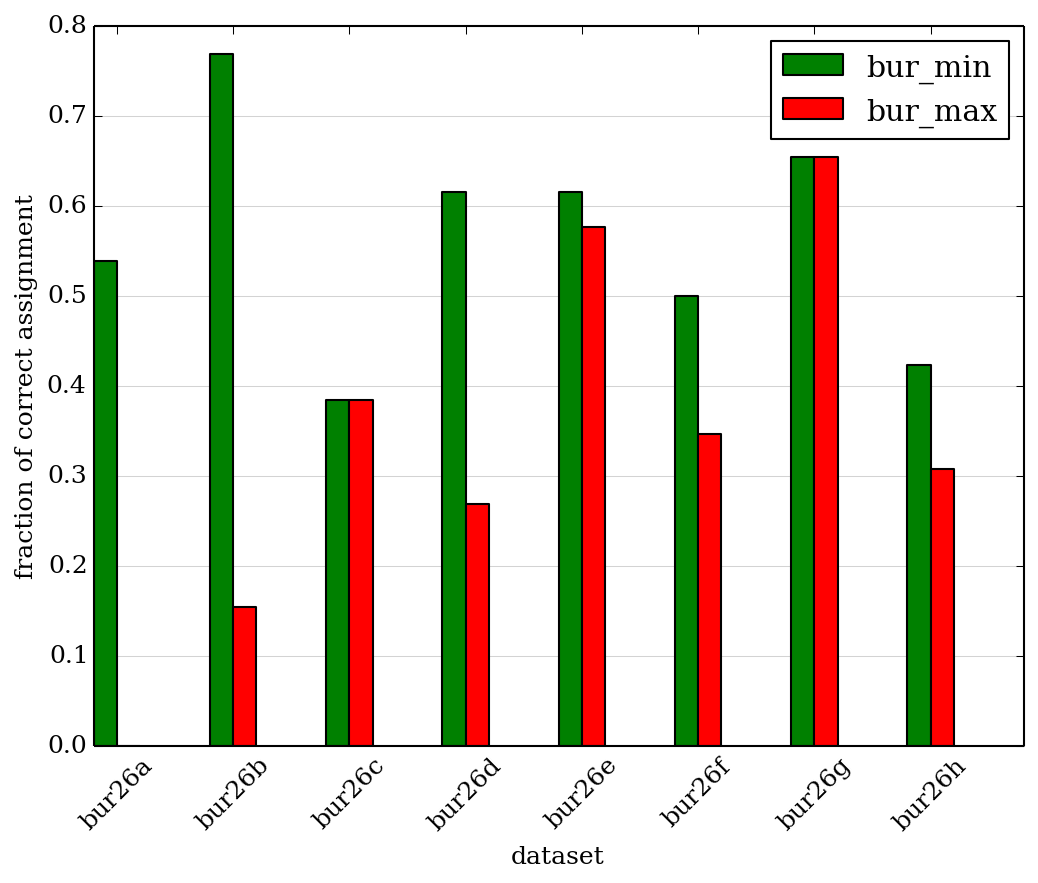 0.8
0.7
0.6
0.5
0.4
0.3
0.2
0.1
0.0
fraction of correct assignment
bur_min
bur_max
bur26a
bur26b
bur26c
bur26d
bur26e
bur26f
bur26g
bur26h
dataset